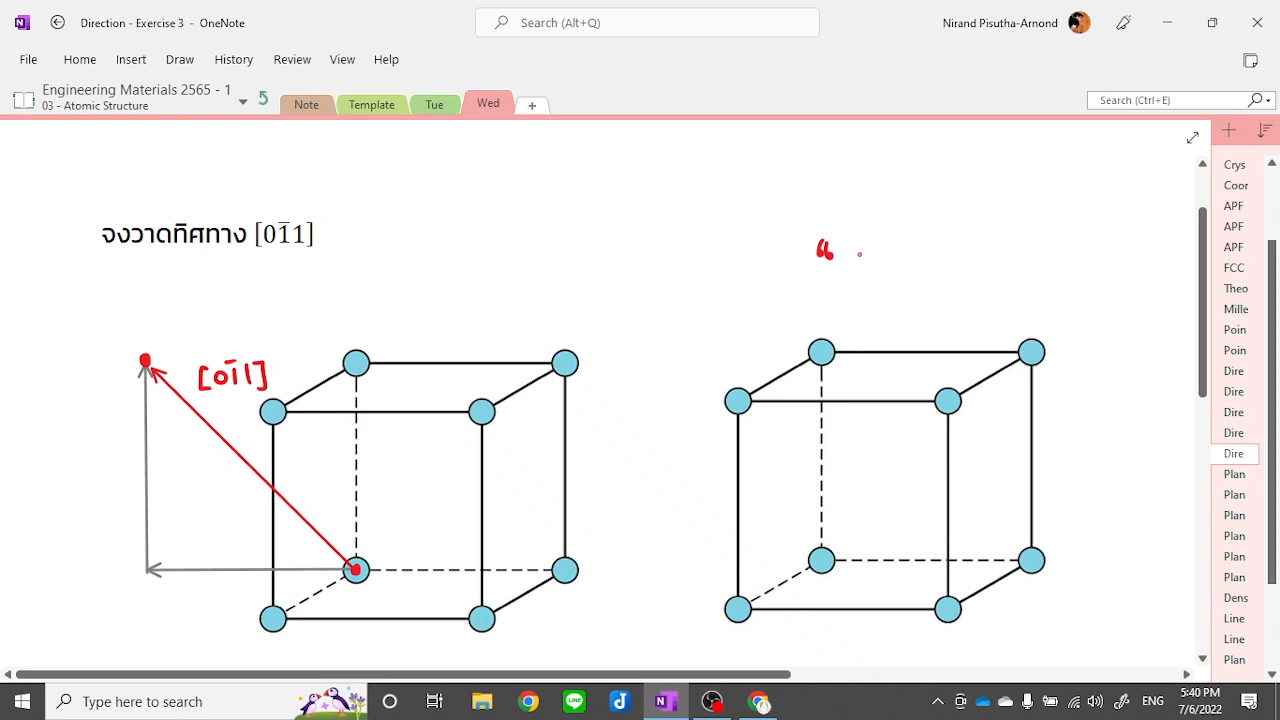 Direction - Exercise 3 - OneNote
Search (Alt+Q)
Nirand Pisutha-Arnond
File Home Insert Draw History Review View Help
Engineering Materials 2565 - 1
03 - Atomic Structure
Note Template Tue Wed
Search (Ctrl+E)
จงวาดทิศทาง [01̅1]
[01̅1]
Crys
Coor
APF
APF
APF
FCC
Theo
Mille
Poin
Poin
Dire
Dire
Dire
Dire
Dire
Plan
Plan
Plan
Plan
Plan
Plan
Dens
Line
Line
Plan
Type here to search
ENG
5:40 PM
7/6/2022